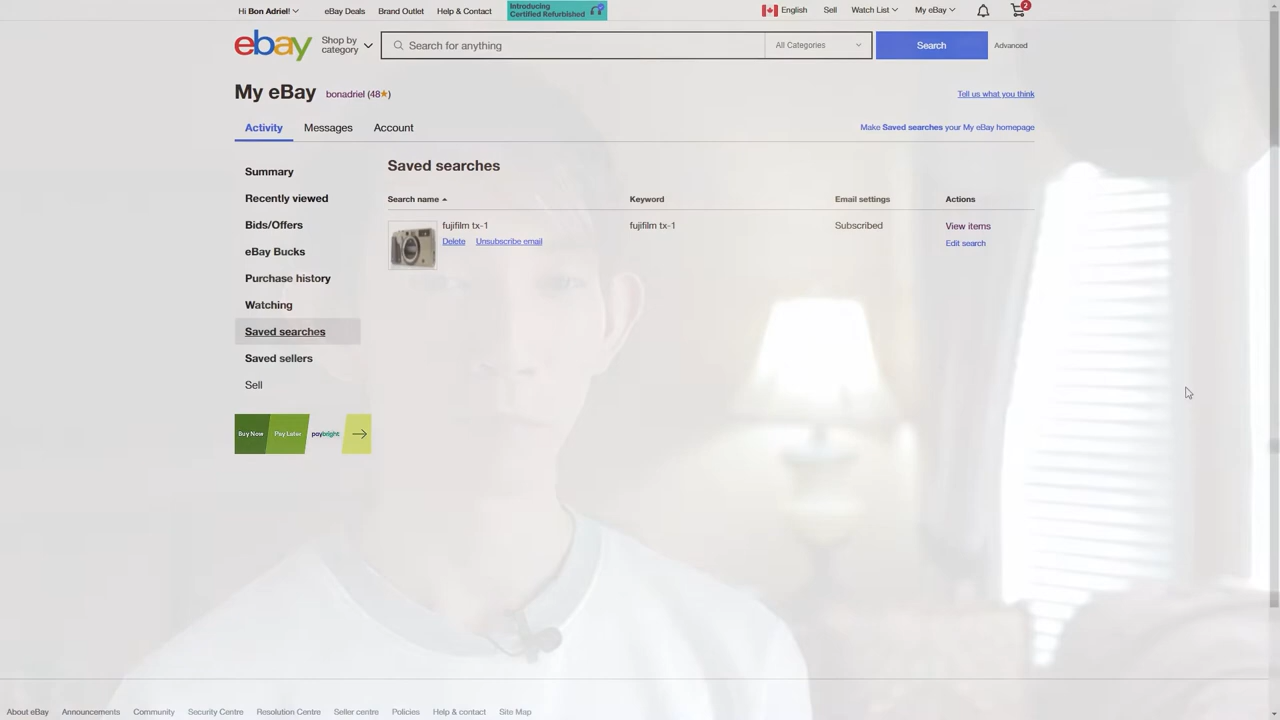 Hi Bon Adriel!
eBay Deals
Brand Outlet
Help & Contact
Introducing
Certified Refurbished
English
Sell
Watch List
My eBay
2
ebay
Shop by
category
Search for anything
All Categories
Search
Advanced
My eBay
bonadriel (48★)
Tell us what you think
Activity
Messages
Account
Make Saved searches your My eBay homepage
Summary
Recently viewed
Bids/Offers
eBay Bucks
Purchase history
Watching
Saved searches
Saved sellers
Sell
Buy Now
Pay Later
paybright
Saved searches
Search name
Keyword
Email settings
Actions
fujifilm tx-1
Delete
Unsubscribe email
fujifilm tx-1
Subscribed
View items
Edit search
About eBay
Announcements
Community
Security Centre
Resolution Centre
Seller centre
Policies
Help & contact
Site Map